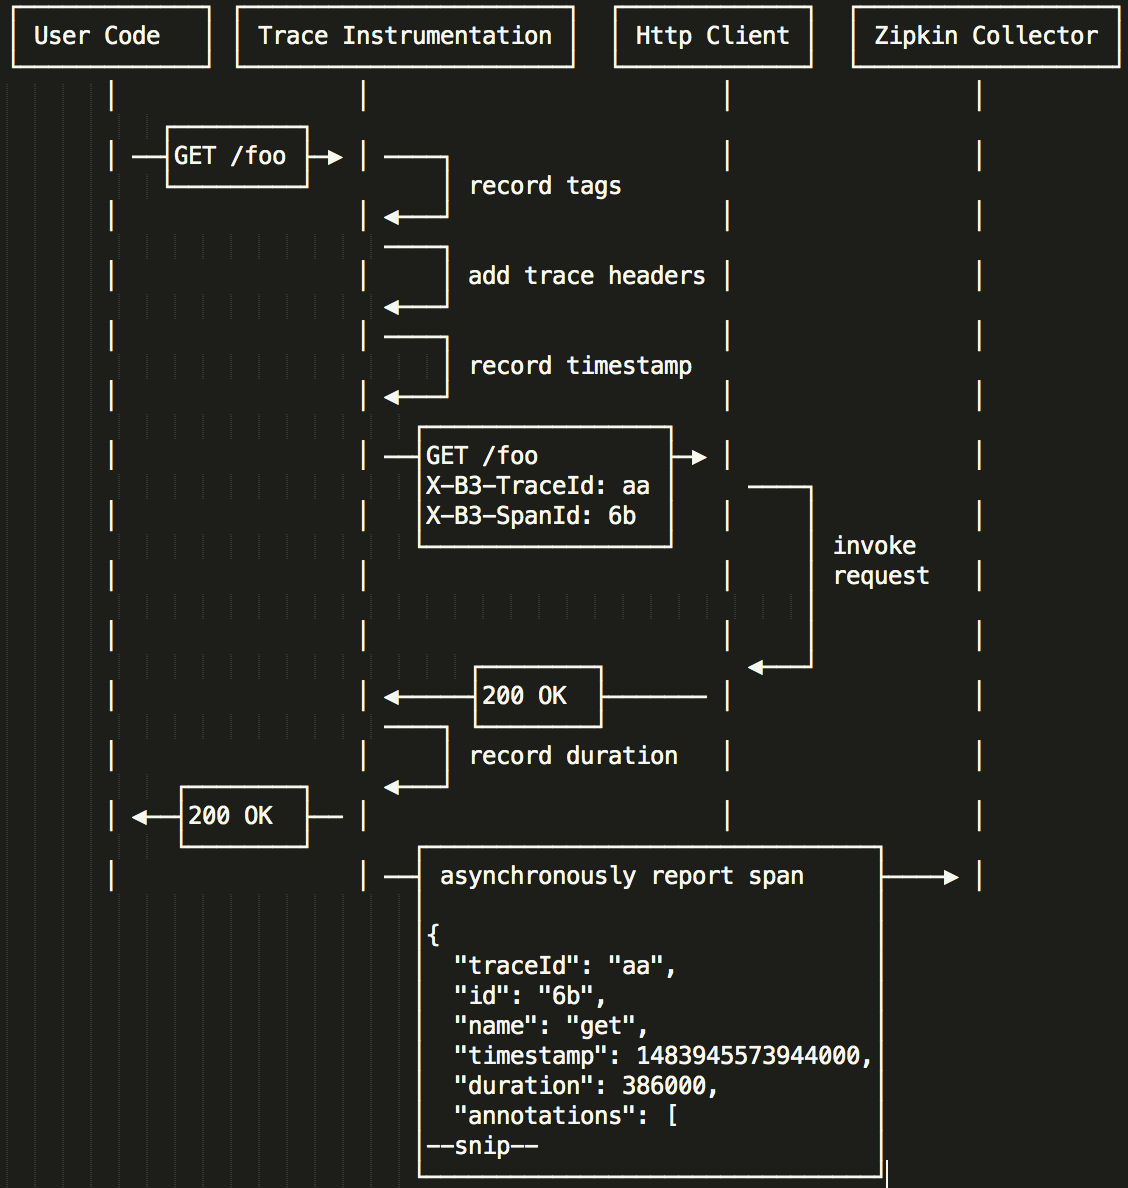 User Code
Trace Instrumentation
Http Client
Zipkin Collector
GET /foo
record tags
add trace headers
record timestamp
GET /foo
X-B3-TraceId: aa
X-B3-SpanId: 6b
invoke
request
200 OK
record duration
200 OK
asynchronously report span
{
"traceId": "aa",
"id": "6b",
"name": "get",
"timestamp": 1483945573944000,
"duration": 386000,
"annotations": [
--snip--